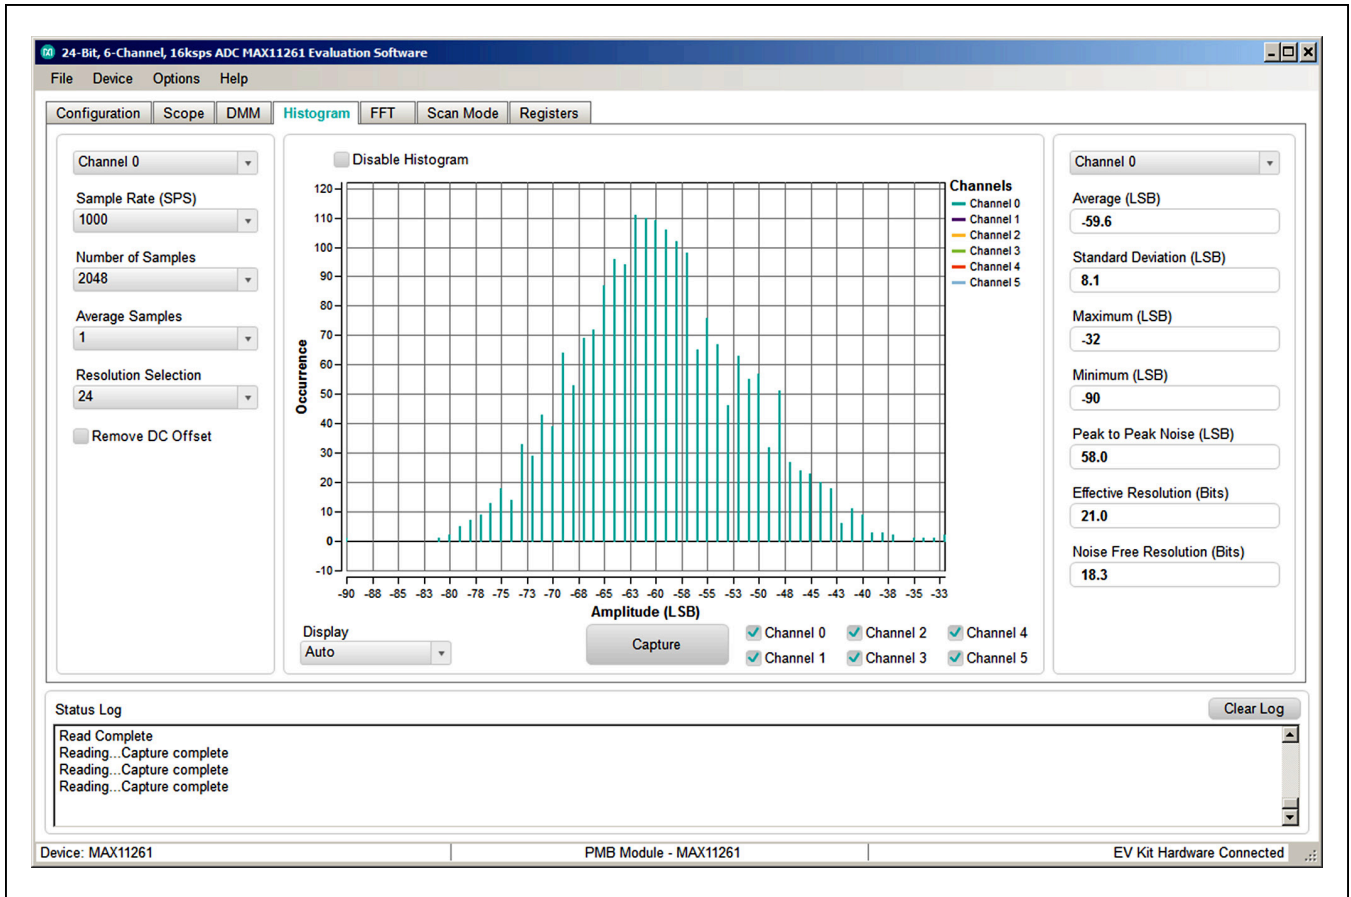 24-Bit, 6-Channel, 16ksps ADC MAX11261 Evaluation Software
File Device Options Help
Configuration Scope DMM Histogram FFT Scan Mode Registers
Channel 0
Sample Rate (SPS)
1000
Number of Samples
2048
Average Samples
1
Resolution Selection
24
Remove DC Offset
Disable Histogram
120
110
100
90
80
70
60
50
40
30
20
10
0
-10
Occurrence
-90 -88 -85 -83 -80 -78 -75 -73 -70 -68 -65 -63 -60 -58 -55 -53 -50 -48 -45 -43 -40 -38 -35 -33
Amplitude (LSB)
Channels
Channel 0
Channel 1
Channel 2
Channel 3
Channel 4
Channel 5
Display
Auto
Capture
Channel 0 Channel 2 Channel 4
Channel 1 Channel 3 Channel 5
Channel 0
Average (LSB)
-59.6
Standard Deviation (LSB)
8.1
Maximum (LSB)
-32
Minimum (LSB)
-90
Peak to Peak Noise (LSB)
58.0
Effective Resolution (Bits)
21.0
Noise Free Resolution (Bits)
18.3
Status Log
Clear Log
Read Complete
Reading...Capture complete
Reading...Capture complete
Reading...Capture complete
Device: MAX11261 PMB Module - MAX11261 EV Kit Hardware Connected